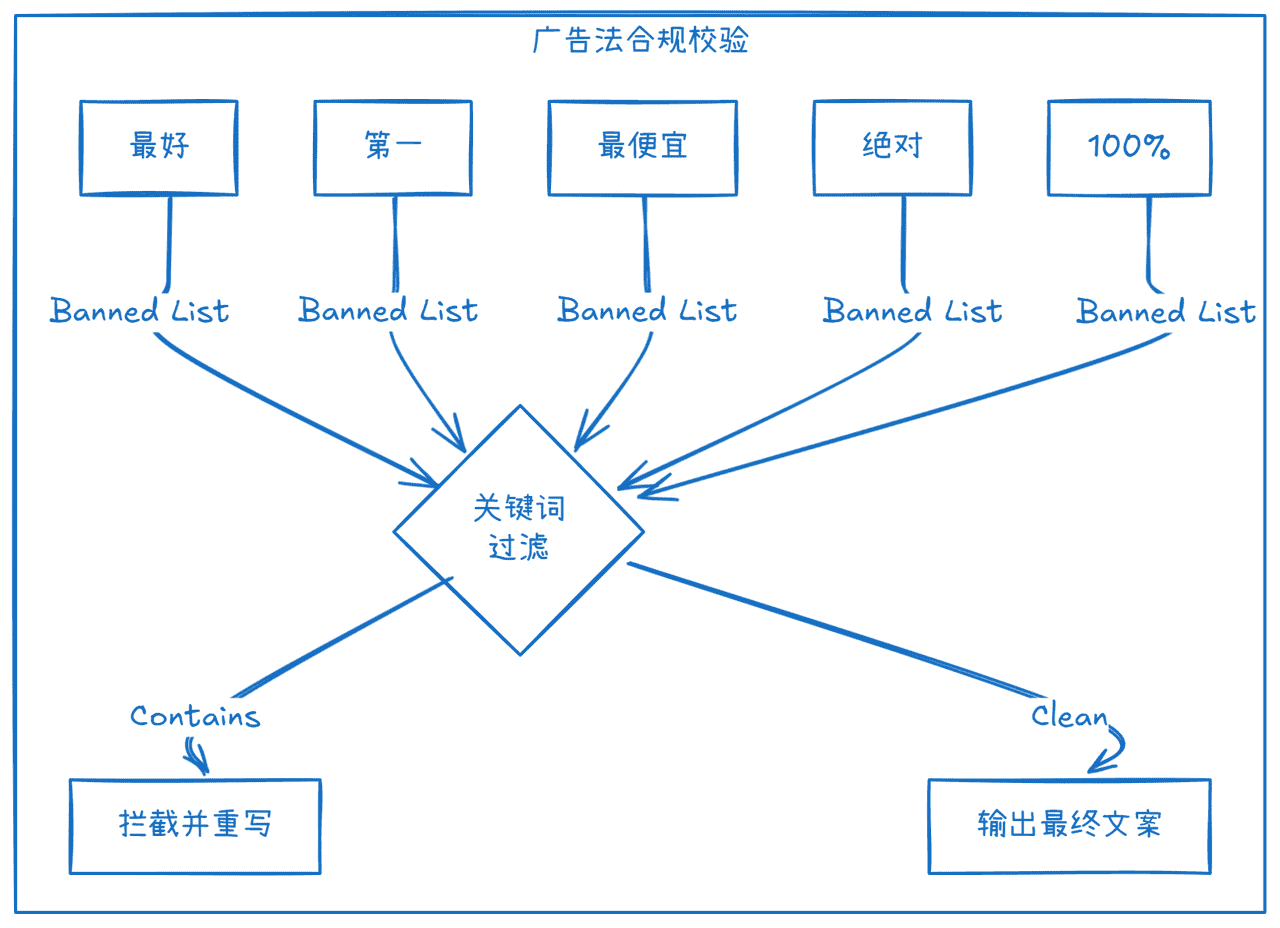 广告法合规校验
最好
第一
最便宜
绝对
100%
Banned List
Banned List
Banned List
Banned List
Banned List
关键词
过滤
Contains
Clean
拦截并重写
输出最终文案